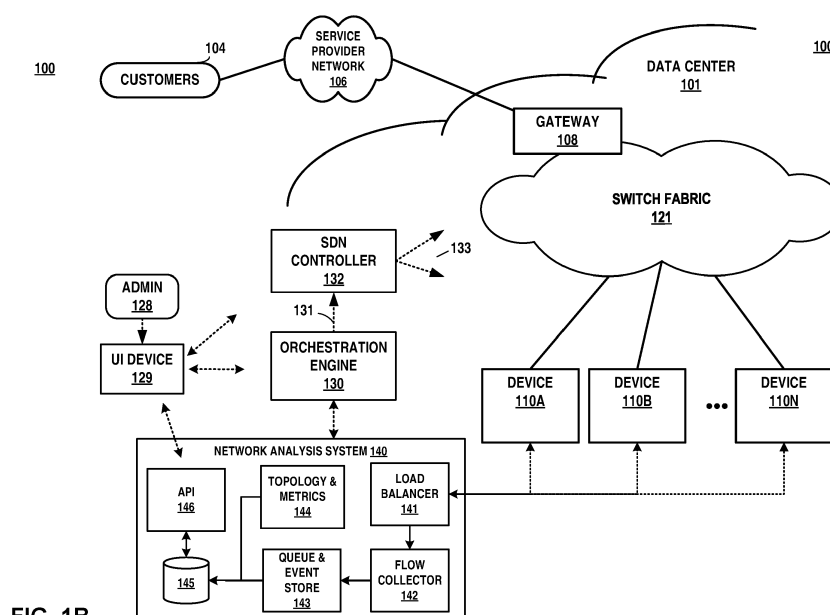 100
104
CUSTOMERS
SERVICE
PROVIDER
NETWORK
106
DATA CENTER
101
100
GATEWAY
108
SWITCH FABRIC
121
SDN
CONTROLLER
132
133
131
ADMIN
128
UI DEVICE
129
ORCHESTRATION
ENGINE
130
DEVICE
110A
DEVICE
110B
DEVICE
110N
NETWORK ANALYSIS SYSTEM 140
API
146
TOPOLOGY &
METRICS
144
LOAD
BALANCER
141
145
QUEUE &
EVENT
STORE
143
FLOW
COLLECTOR
142
FIG. 1B